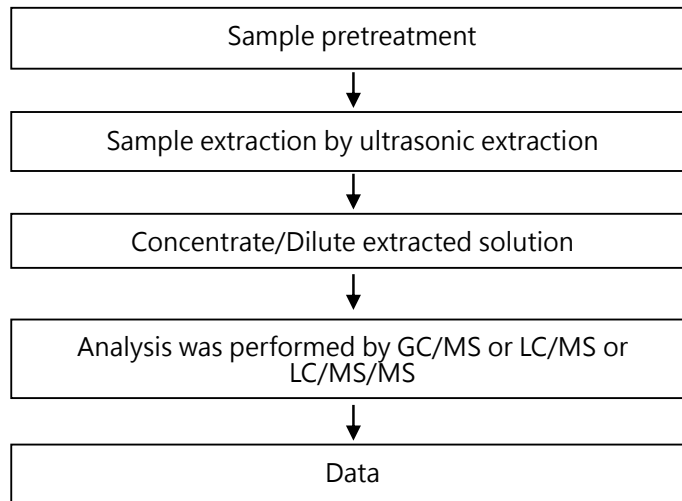 Sample pretreatment
Sample extraction by ultrasonic extraction
Concentrate/Dilute extracted solution
Analysis was performed by GC/MS or LC/MS or
LC/MS/MS
Data